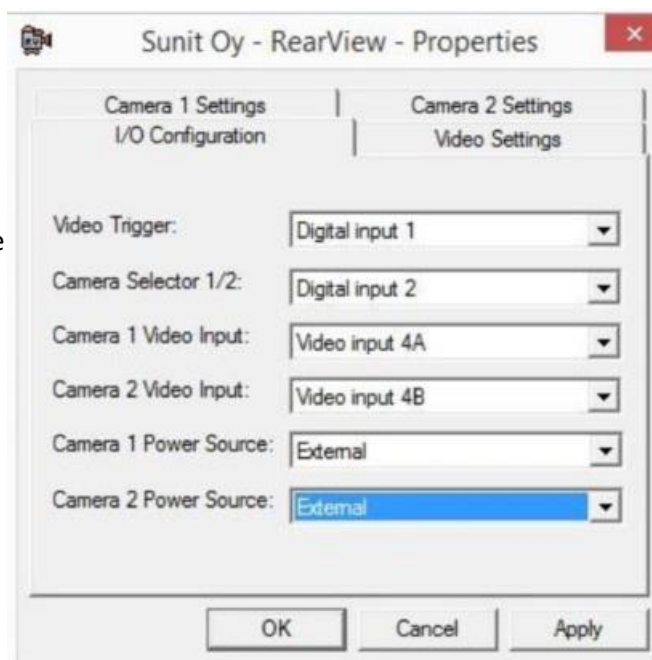 Sunit Oy - RearView - Properties
Camera 1 Settings Camera 2 Settings
I/O Configuration Video Settings
e
Video Trigger: Digital input 1
Camera Selector 1/2: Digital input 2
Camera 1 Video Input: Video input 4A
Camera 2 Video Input: Video input 4B
Camera 1 Power Source: External
Camera 2 Power Source: External
OK Cancel Apply